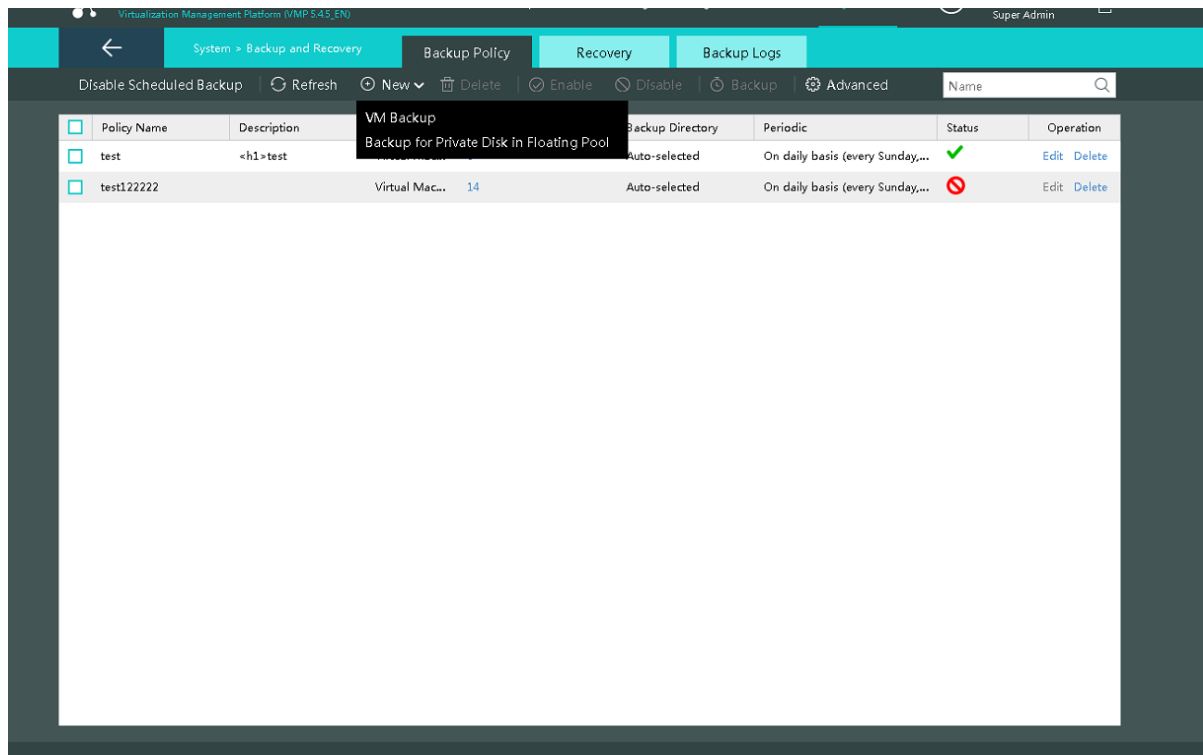 Virtualization Management Platform (VMP 5.4.5_EN)
Super Admin
System > Backup and Recovery
Backup Policy
Recovery
Backup Logs
Disable Scheduled Backup
Refresh
New
Delete
Enable
Disable
Backup
Advanced
Name
VM Backup
Backup for Private Disk in Floating Pool
Policy Name Description Backup Directory Periodic Status Operation
test <h1>test Auto-selected On daily basis (every Sunday,... Edit Delete
test122222 Virtual Mac... 14 Auto-selected On daily basis (every Sunday,... Edit Delete